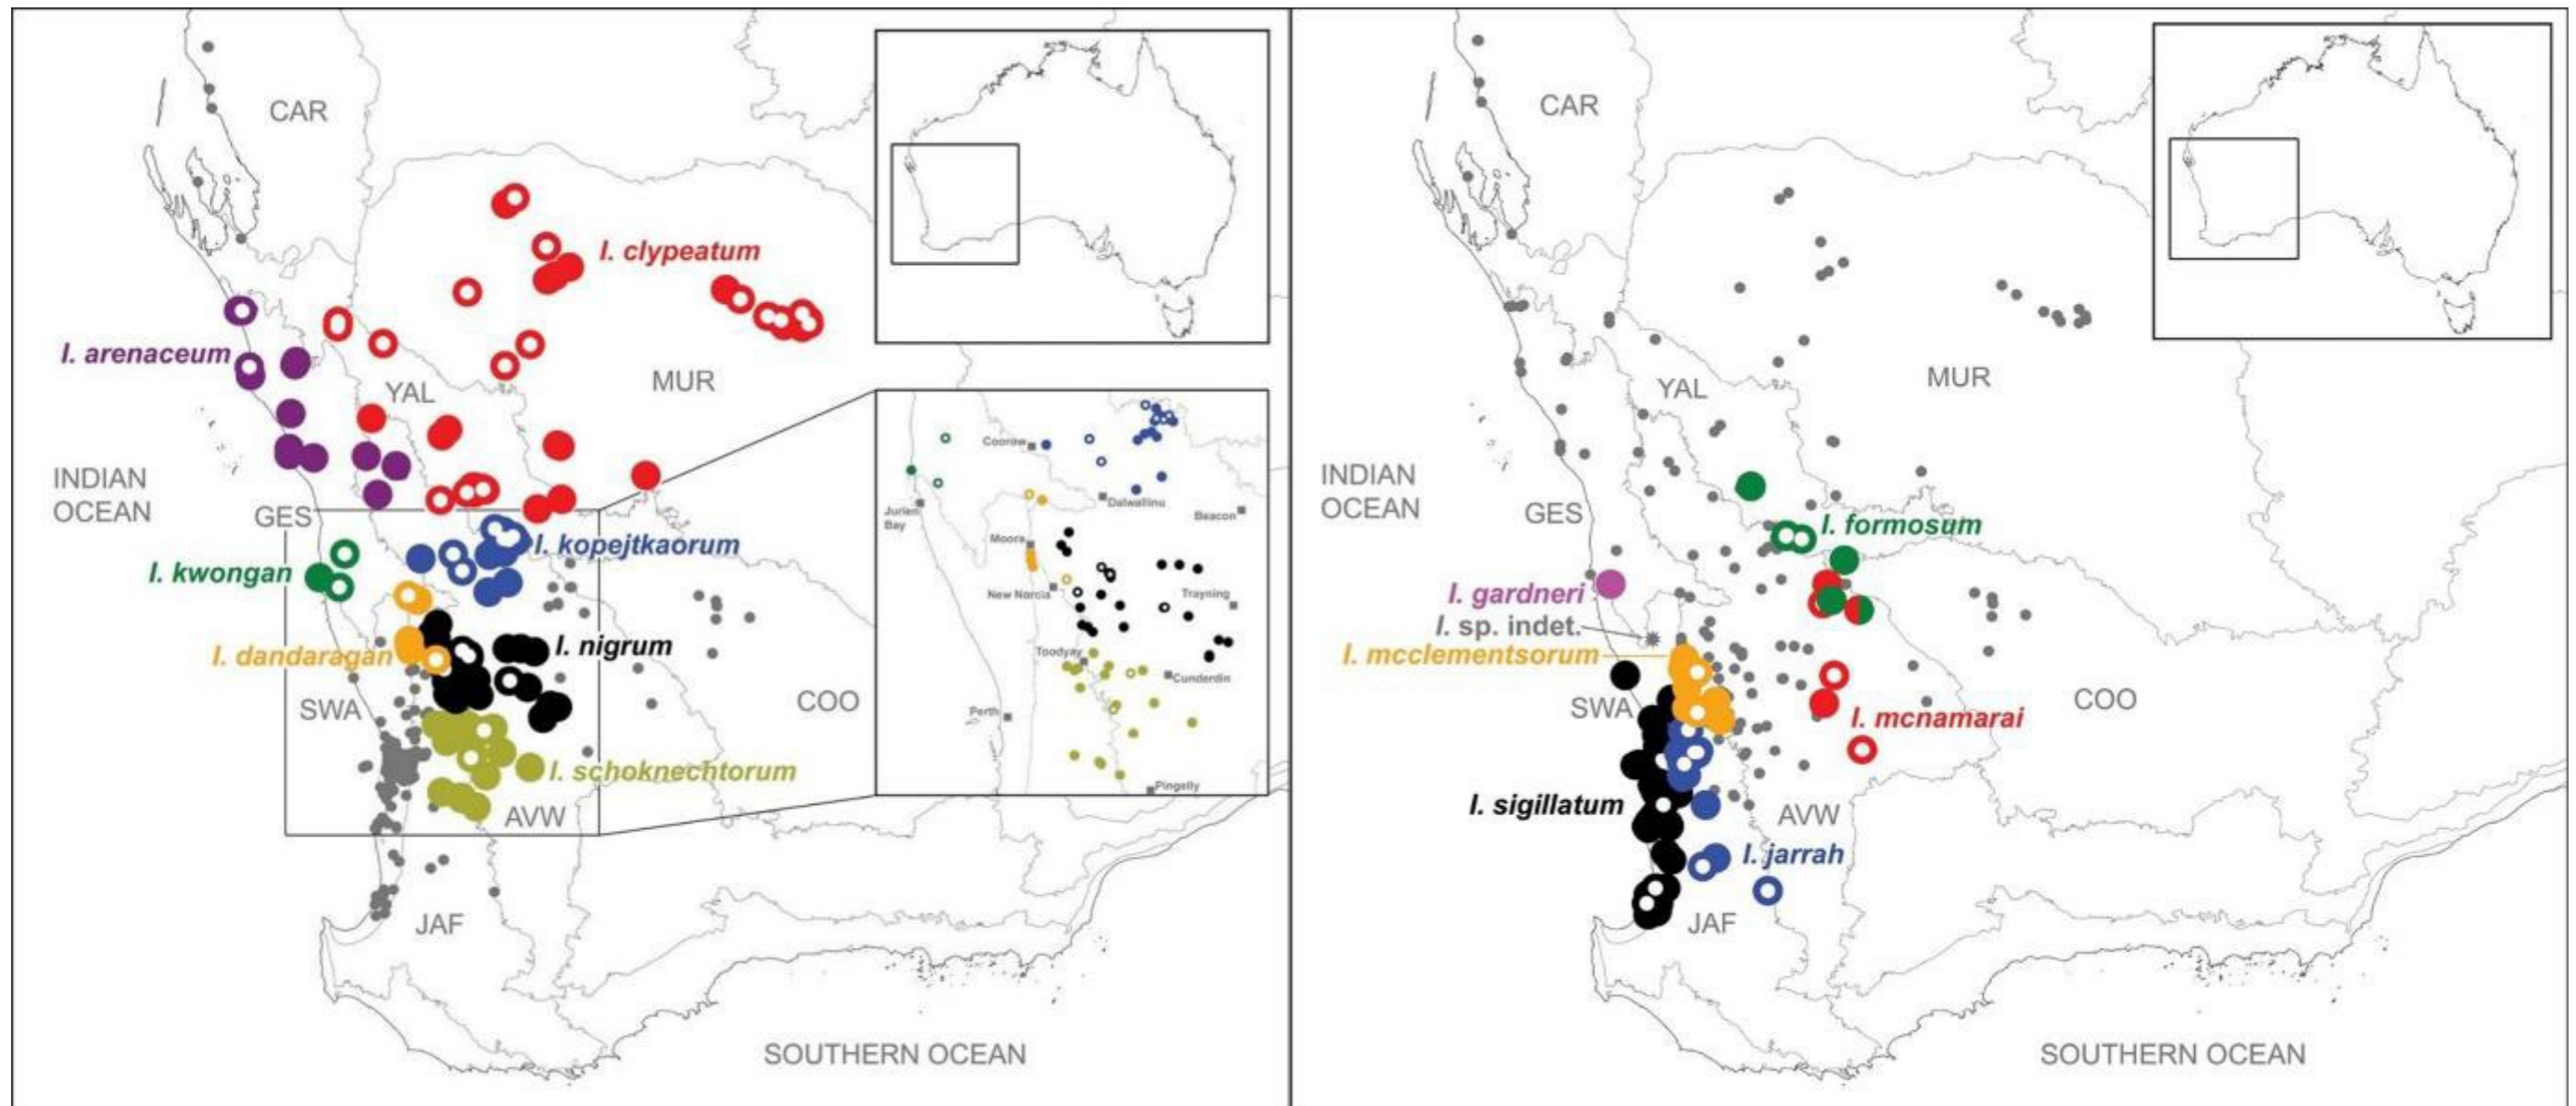 CAR
I. clypeatum
I. arenaceum
YAL
MUR
INDIAN
OCEAN
GES
I. kopejtkaorum
I. kwongan
I. nigrum
I. dandaragan
SWA
COO
I. schoknechtorum
AVW
JAF
SOUTHERN OCEAN
Coorow
Jurien
Bay
Dalwallinu
Beacon
Moora
New Norcia
Trayning
Toodyay
Cunderdin
Perth
Pingelly
CAR
YAL
MUR
INDIAN
OCEAN
GES
I. formosum
I. gardneri
I. sp. indet.
I. mcclementsorum
SWA
COO
I. mcnamarai
I. sigillatum
AVW
I. jarrah
JAF
SOUTHERN OCEAN